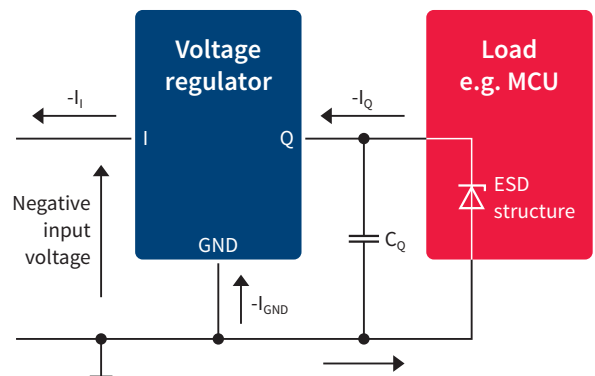 Voltage
regulator
Load
e.g. MCU
-I_I
-I_Q
I
Q
Negative
input
voltage
ESD
structure
GND
C_Q
-I_GND